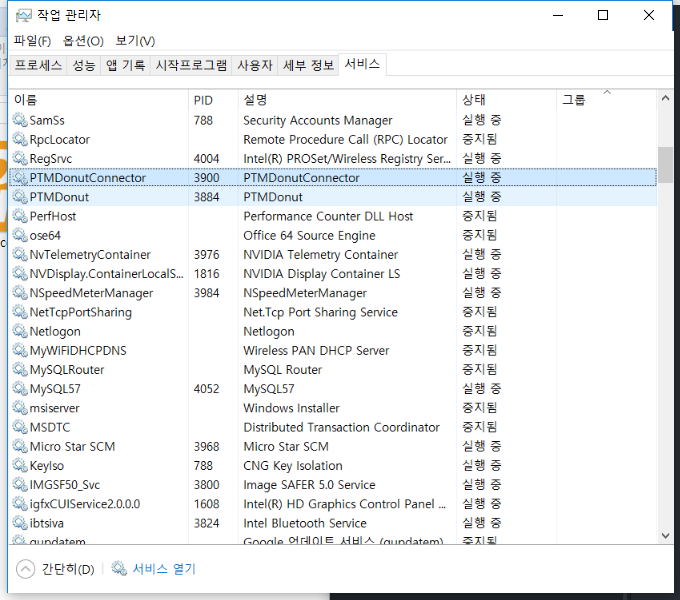 작업 관리자
파일(F) 옵션(O) 보기(V)
프로세스 성능 앱 기록 시작프로그램 사용자 세부 정보 서비스
이름 PID 설명 상태 그룹
SamSs 788 Security Accounts Manager 실행 중
RpcLocator Remote Procedure Call (RPC) Locator 중지됨
RegSrvc 4004 Intel(R) PROSet/Wireless Registry Ser... 실행 중
PTMDonutConnector 3900 PTMDonutConnector 실행 중
PTMDonut 3884 PTMDonut 실행 중
PerfHost Performance Counter DLL Host 중지됨
ose64 Office 64 Source Engine 중지됨
NvTelemetryContainer 3976 NVIDIA Telemetry Container 실행 중
NVDisplay.ContainerLocalS... 1816 NVIDIA Display Container LS 실행 중
NSpeedMeterManager 3984 NSpeedMeterManager 실행 중
NetTcpPortSharing Net.Tcp Port Sharing Service 중지됨
Netlogon Netlogon 중지됨
MyWiFiDHCPDNS Wireless PAN DHCP Server 중지됨
MySQLRouter MySQL Router 중지됨
MySQL57 4052 MySQL57 실행 중
msiserver Windows Installer 중지됨
MSDTC Distributed Transaction Coordinator 중지됨
Micro Star SCM 3968 Micro Star SCM 실행 중
KeyIso 788 CNG Key Isolation 실행 중
IMGSF50_Svc 3800 Image SAFER 5.0 Service 실행 중
igfxCUIService2.0.0.0 1608 Intel(R) HD Graphics Control Panel ... 실행 중
ibtsiva 3824 Intel Bluetooth Service 실행 중
gupdatem Google 업데이트 서비스 (gupdatem) 중지됨
간단히(D) 서비스 열기